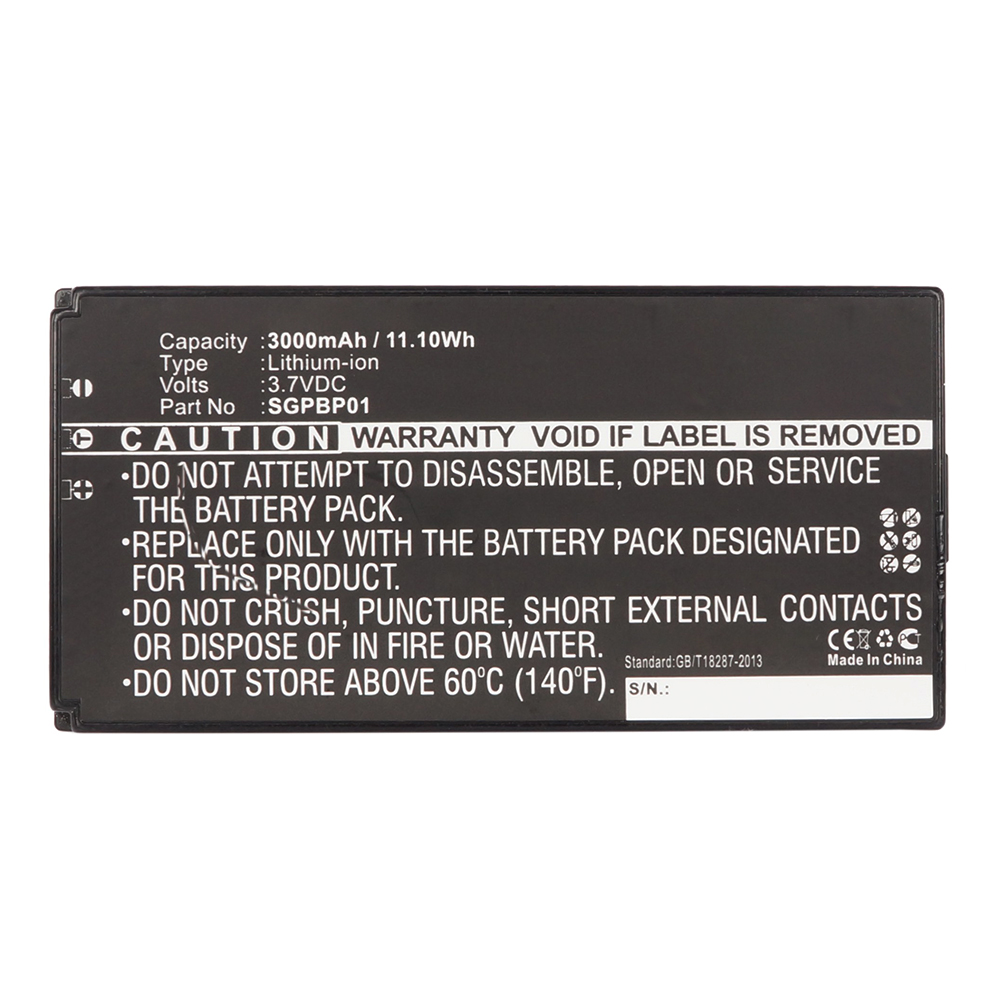 Capacity : 3000mAh / 11.10Wh
Type : Lithium-ion
Volts : 3.7VDC
Part No : SGPBP01
CAUTION WARRANTY VOID IF LABEL IS REMOVED
•DO NOT ATTEMPT TO DISASSEMBLE, OPEN OR SERVICE
THE BATTERY PACK.
•REPLACE ONLY WITH THE BATTERY PACK DESIGNATED
FOR THIS PRODUCT.
•DO NOT CRUSH, PUNCTURE, SHORT EXTERNAL CONTACTS
OR DISPOSE IN FIRE OR WATER.
•DO NOT STORE ABOVE 60°C (140°F).
Standard:GB/T18287-2013
CE
Made In China
S/N.: